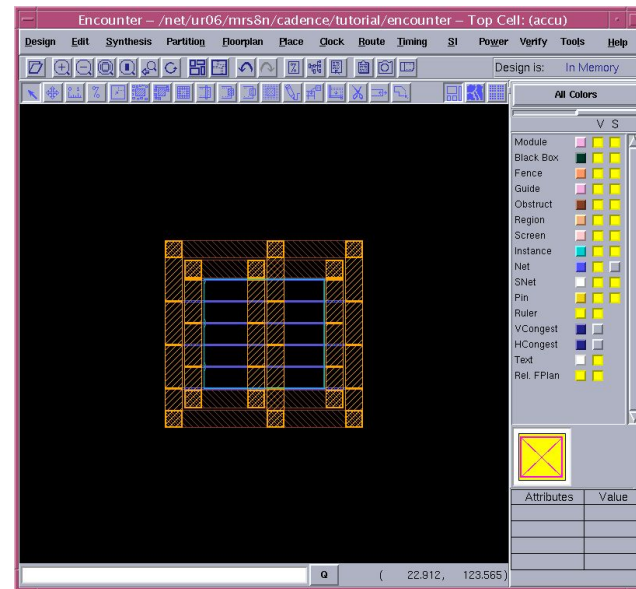 Encounter – /net/ur06/mrs8n/cadence/tutorial/encounter – Top Cell: (accu)
Design Edit Synthesis Partition Floorplan Place Clock Route Timing SI Power Verify Tools Help
Design is: In Memory
All Colors
V S
Module
Black Box
Fence
Guide
Obstruct
Region
Screen
Instance
Net
SNet
Pin
Ruler
VCongest
HCongest
Text
Rel. FPlan
Attributes Value
Q ( 22.912, 123.565)